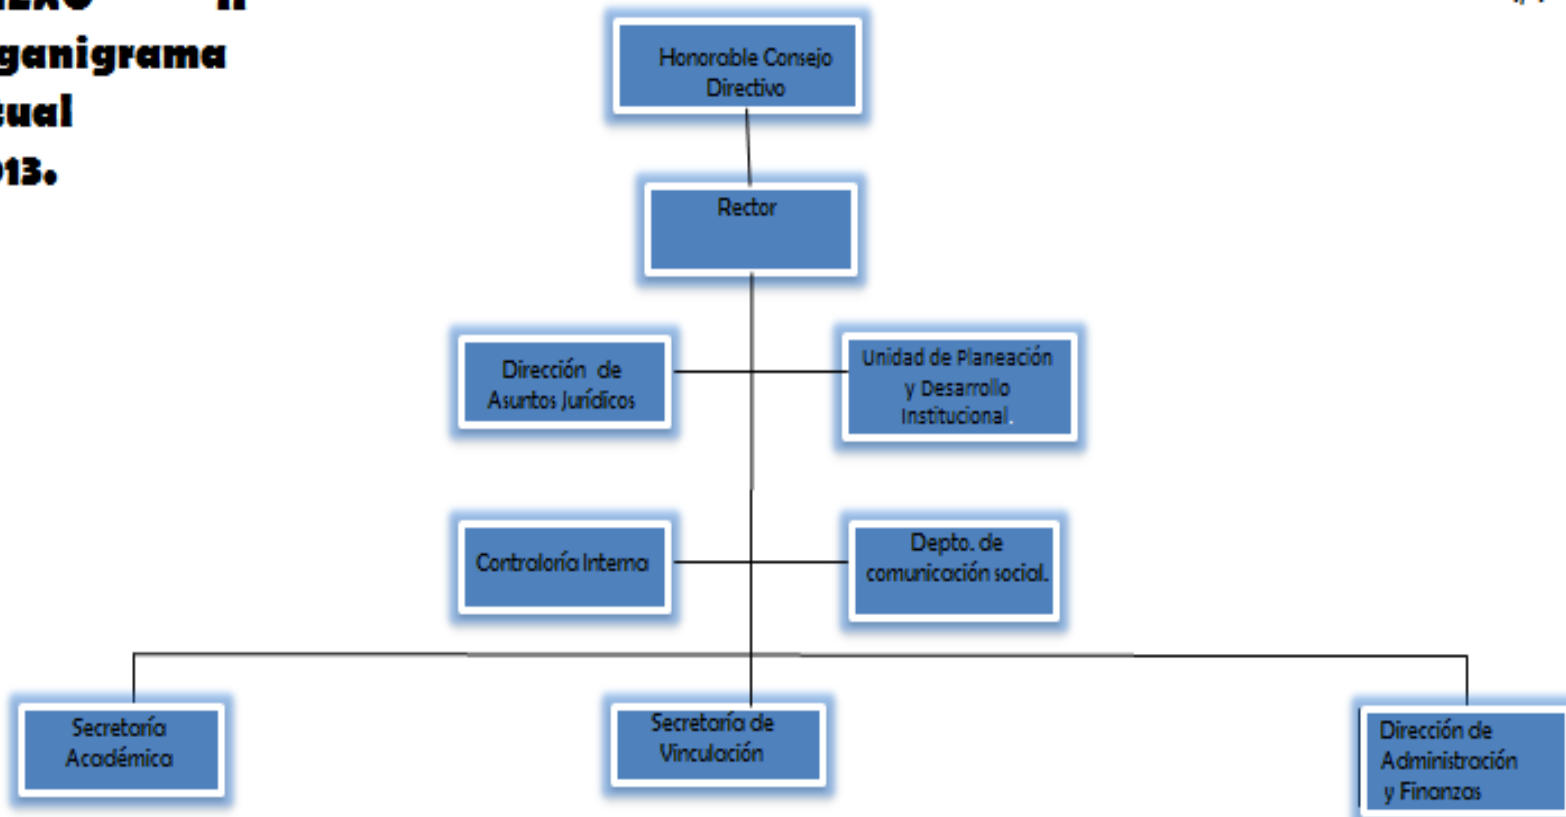 ganigrama
Honorable Consejo
Directivo
Rector
Dirección de
Asuntos Jurídicos
Unidad de Planeación
y Desarrollo
Institucional.
Contraloría Interna
Depto. de
comunicación social.
Secretaría
Académica
Secretaría de
Vinculación
Dirección de
Administración
y Finanzas